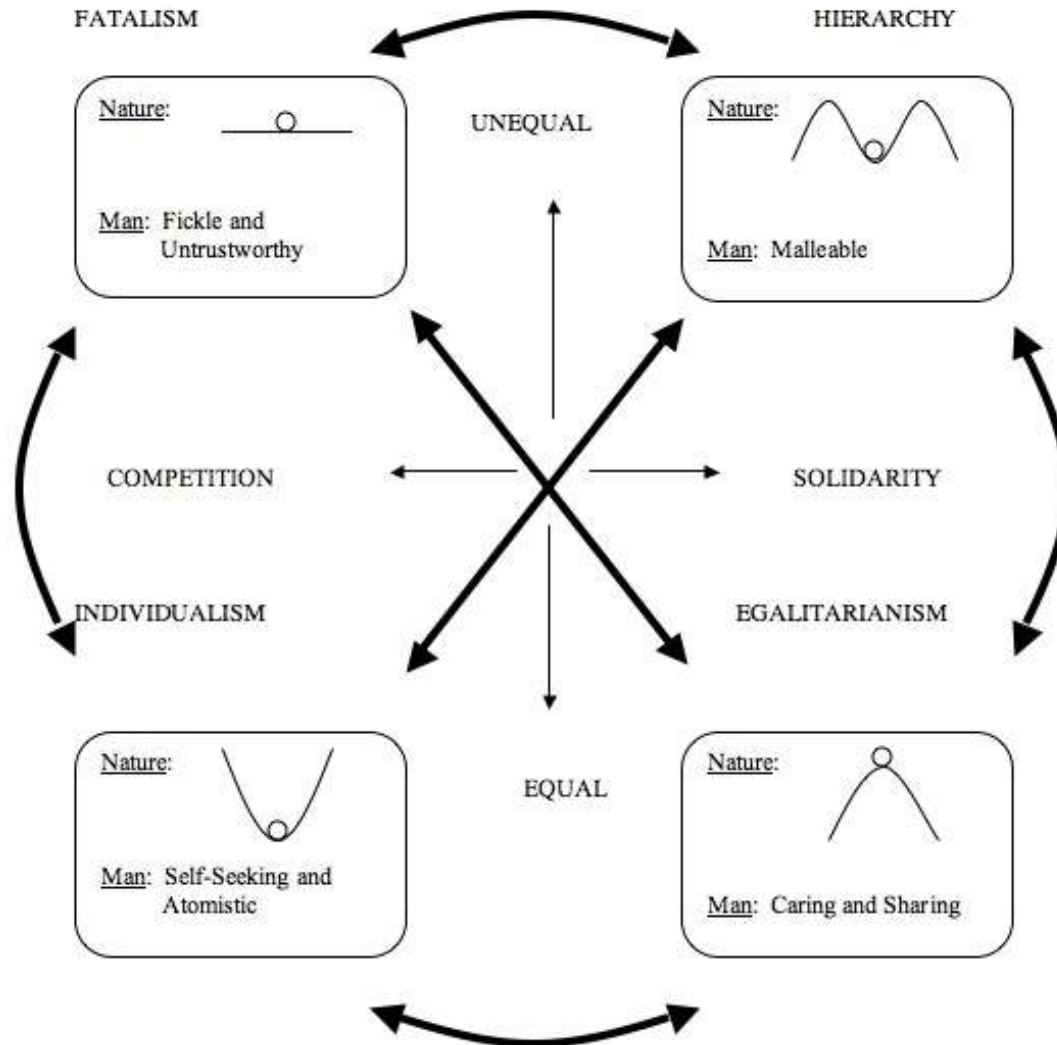 FATALISM
HIERARCHY
Nature:
UNEQUAL
Nature:
Man: Fickle and
Untrustworthy
Man: Malleable
COMPETITION
SOLIDARITY
INDIVIDUALISM
EGALITARIANISM
Nature:
EQUAL
Nature:
Man: Self-Seeking and
Atomistic
Man: Caring and Sharing